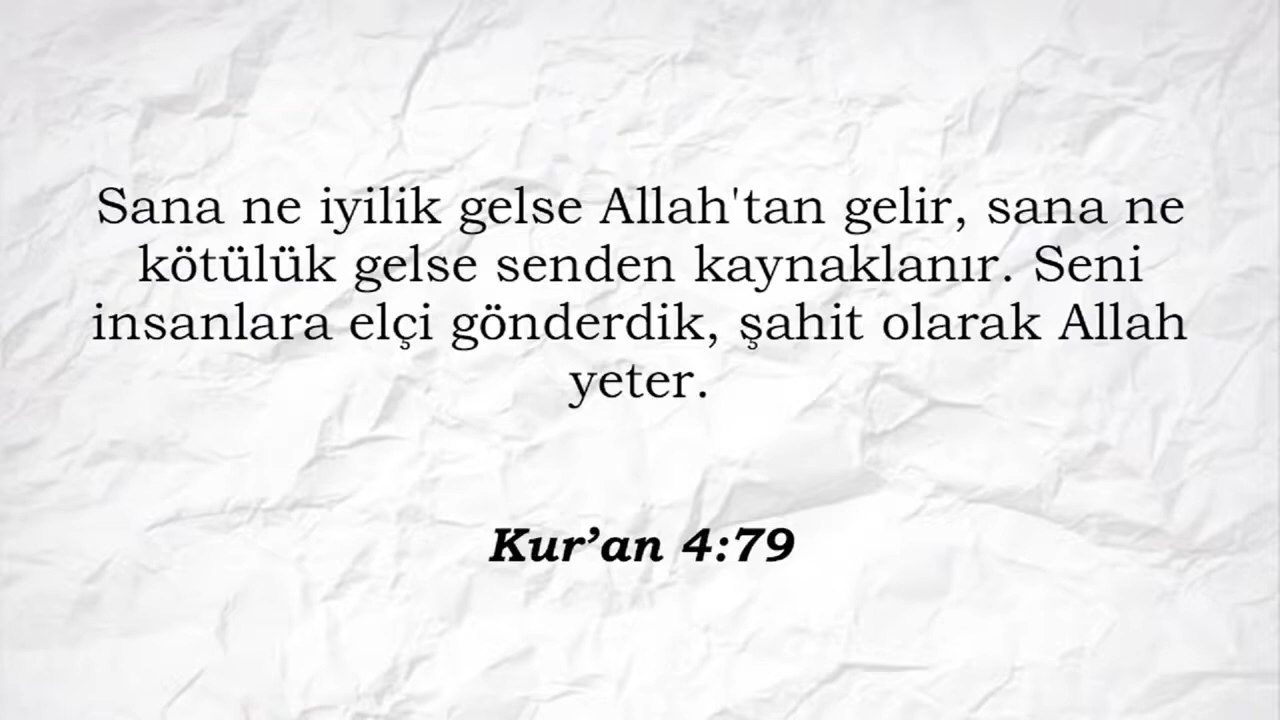 Sana ne iyilik gelse Allah'tan gelir, sana ne
kötülük gelse senden kaynaklanır. Seni
insanlara elçi gönderdik, şahit olarak Allah
yeter.
Kur’an 4:79